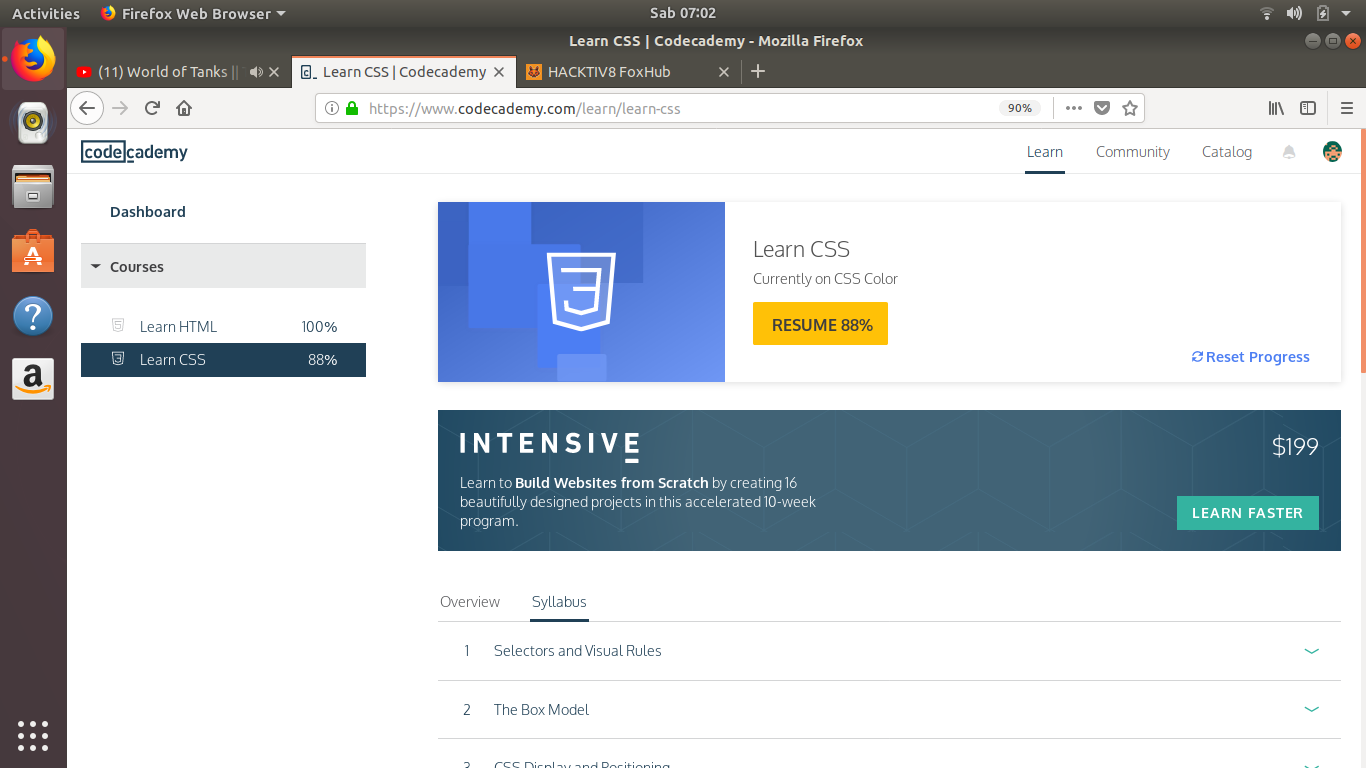 Activities
Firefox Web Browser
Sab 07:02
Learn CSS | Codecademy - Mozilla Firefox
(11) World of Tanks ||
Learn CSS | Codecademy
HACKTIV8 FoxHub
https://www.codecademy.com/learn/learn-css
90%
codecademy
Learn
Community
Catalog
Dashboard
Courses
Learn HTML 100%
Learn CSS 88%
Learn CSS
Currently on CSS Color
RESUME 88%
Reset Progress
INTENSIVE
$199
Learn to Build Websites from Scratch by creating 16
beautifully designed projects in this accelerated 10-week
program.
LEARN FASTER
Overview
Syllabus
1 Selectors and Visual Rules
2 The Box Model
3 CSS Display and Positioning